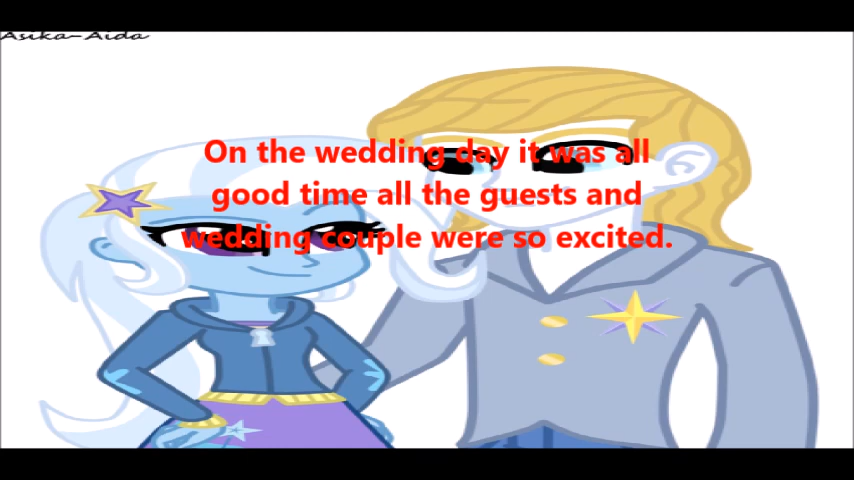 Asika-Aida
On the wedding day it was all
good time all the guests and
wedding couple were so excited.